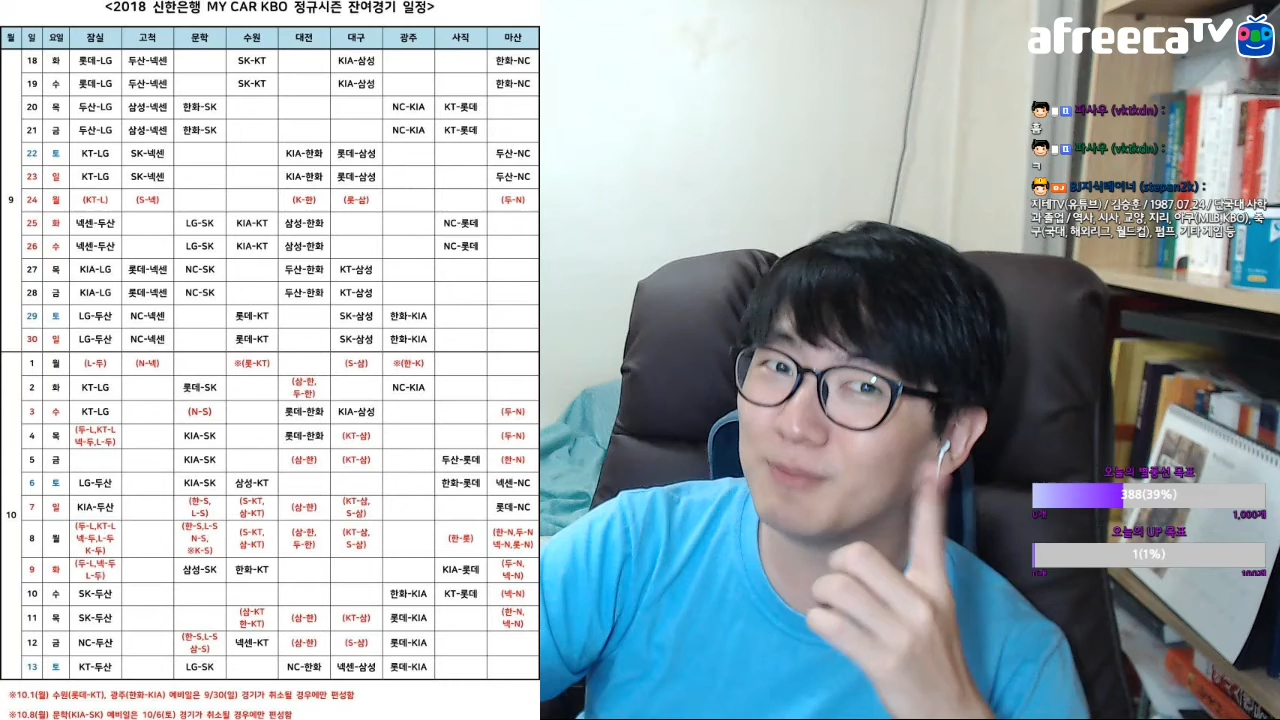 <2018 신한은행 MY CAR KBO 정규시즌 잔여경기 일정>
월 일 요일 잠실 고척 문학 수원 대전 대구 광주 사직 마산
9
18 화 롯데-LG 두산-넥센 SK-KT KIA-삼성 한화-NC
19 수 롯데-LG 두산-넥센 SK-KT KIA-삼성 한화-NC
20 목 두산-LG 삼성-넥센 한화-SK NC-KIA KT-롯데
21 금 두산-LG 삼성-넥센 한화-SK NC-KIA KT-롯데
22 토 KT-LG SK-넥센 KIA-한화 롯데-삼성 두산-NC
23 일 KT-LG SK-넥센 KIA-한화 롯데-삼성 두산-NC
24 월 (KT-L) (S-넥) (K-한) (롯-삼) (두-N)
25 화 넥센-두산 LG-SK KIA-KT 삼성-한화 NC-롯데
26 수 넥센-두산 LG-SK KIA-KT 삼성-한화 NC-롯데
27 목 KIA-LG 롯데-넥센 NC-SK 두산-한화 KT-삼성
28 금 KIA-LG 롯데-넥센 NC-SK 두산-한화 KT-삼성
29 토 LG-두산 NC-넥센 롯데-KT SK-삼성 한화-KIA
30 일 LG-두산 NC-넥센 롯데-KT SK-삼성 한화-KIA
10
1 월 (L-두) (N-넥) ※(롯-KT) (S-삼) ※(한-K)
2 화 KT-LG 롯데-SK (삼-한, 두-한) NC-KIA
3 수 KT-LG (N-S) 롯데-한화 KIA-삼성 (두-N)
4 목 (두-L,KT-L 넥-두,L-두) KIA-SK 롯데-한화 (KT-삼) (두-N)
5 금 KIA-SK (삼-한) (KT-삼) 두산-롯데 (한-N)
6 토 LG-두산 KIA-SK 삼성-KT 한화-롯데 넥센-NC
7 일 KIA-두산 (한-S, L-S) (S-KT, 삼-KT) (삼-한) (KT-삼, S-삼) 롯데-NC
8 월 (두-L,KT-L 넥-두,L-두 K-두) (한-S,L-S N-S, ※K-S) (S-KT, 삼-KT) (삼-한, 두-한) (KT-삼, S-삼) (한-롯) (한-N,두-N 넥-N,롯-N)
9 화 (두-L,넥-두 L-두) 삼성-SK 한화-KT KIA-롯데 (두-N, 넥-N)
10 수 SK-두산 한화-KIA KT-롯데 (넥-N)
11 목 SK-두산 (삼-KT 한-KT) (삼-한) (KT-삼) 롯데-KIA (한-N, 넥-N)
12 금 NC-두산 (한-S,L-S 삼-S) 넥센-KT (삼-한) (S-삼) 롯데-KIA
13 토 KT-두산 LG-SK NC-한화 넥센-삼성 롯데-KIA
※10.1(월) 수원(롯데-KT), 광주(한화-KIA) 예비일은 9/30(일) 경기가 취소될 경우에만 편성함
※10.8(월) 문학(KIA-SK) 예비일은 10/6(토) 경기가 취소될 경우에만 편성함
afreecaTV
파사우 (vktkdn) :
흠
파사우 (vktkdn) :
ㅋ
BJ지식테이너 (stepan2k) :
지테TV(유튜브) / 김승훈 / 1987.07.24 / 단국대 사학
과 졸업 / 역사, 시사, 교양, 지리, 야구(MLB,KBO), 축
구(국대, 해외리그, 월드컵), 펌프, 기타 게임 등
오늘의 별풍선 목표
388(39%)
0개 1,000개
오늘의 UP 목표
1(1%)
0개 100개